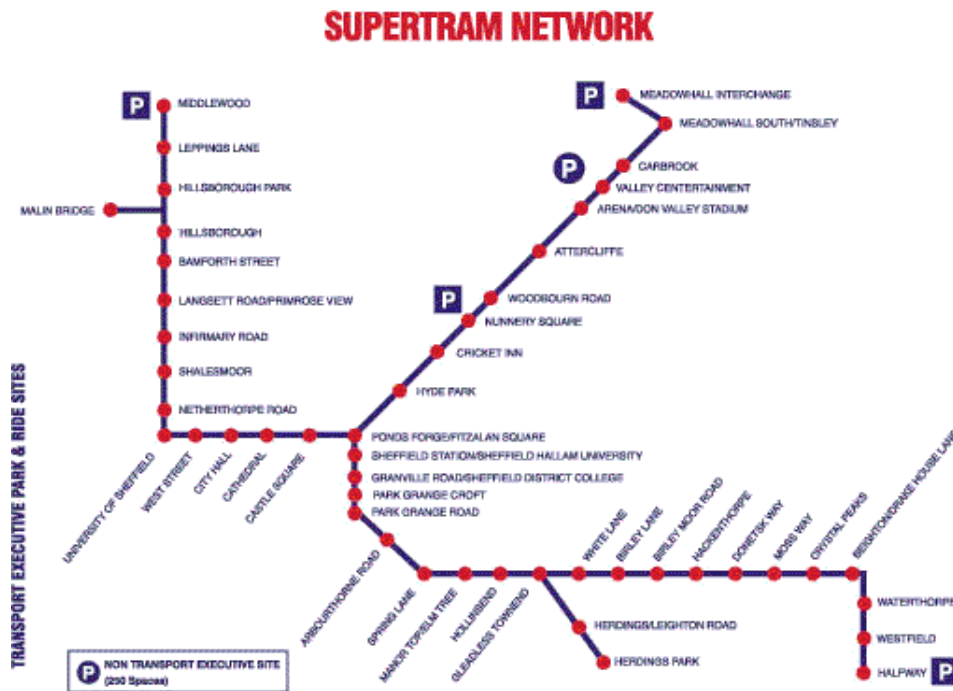 SUPERTRAM NETWORK
P
MIDDLEWOOD
LEPPINGS LANE
HILLSBOROUGH PARK
MALIN BRIDGE
HILLSBOROUGH
BAMFORTH STREET
LANGSETT ROAD/PRIMROSE VIEW
INFIRMARY ROAD
SHALESMOOR
NETHERTHORPE ROAD
UNIVERSITY OF SHEFFIELD
WEST STREET
CITY HALL
CATHEDRAL
CASTLE SQUARE
P
MEADOWHALL INTERCHANGE
MEADOWHALL SOUTH/TINSLEY
CARBROOK
P
VALLEY CENTERTAINMENT
ARENA/DON VALLEY STADIUM
ATTERCLIFFE
WOODBOURN ROAD
P
NUNNERY SQUARE
CRICKET INN
HYDE PARK
PONDS FORGE/FITZALAN SQUARE
SHEFFIELD STATION/SHEFFIELD HALLAM UNIVERSITY
GRANVILLE ROAD/SHEFFIELD DISTRICT COLLEGE
PARK GRANGE CROFT
PARK GRANGE ROAD
ARBOURTHORNE ROAD
SPRING LANE
MANOR TOP/ELM TREE
HOLLINSEND
GLEADLESS TOWNEND
WHITE LANE
BIRLEY LANE
BIRLEY MOOR ROAD
HACKENTHORPE
DONETSK WAY
MOSS WAY
CRYSTAL PEAKS
BEIGHTON/DRAKE HOUSE LANE
WATERTHORPE
WESTFIELD
HALFWAY
P
HERDINGS/LEIGHTON ROAD
HERDINGS PARK
TRANSPORT EXECUTIVE PARK & RIDE SITES
P
NON TRANSPORT EXECUTIVE SITE
(250 Spaces)